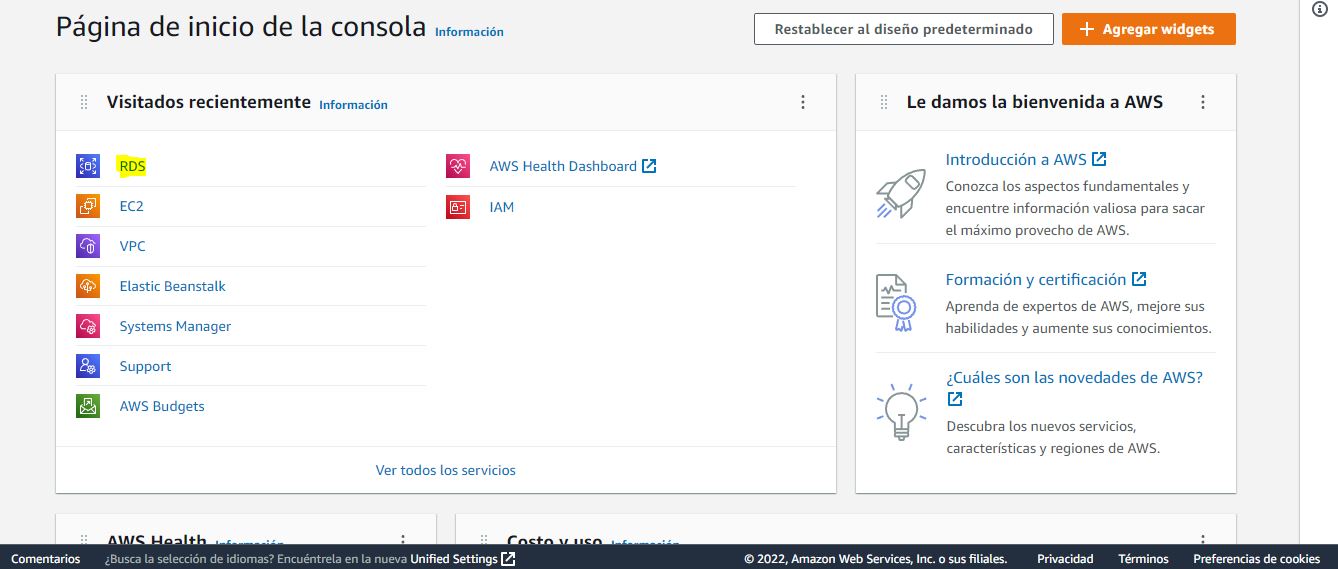 Página de inicio de la consola Información
Restablecer al diseño predeterminado
Agregar widgets
Visitados recientemente Información
RDS
EC2
VPC
Elastic Beanstalk
Systems Manager
Support
AWS Budgets
AWS Health Dashboard
IAM
Ver todos los servicios
Le damos la bienvenida a AWS
Introducción a AWS
Conozca los aspectos fundamentales y
encuentre información valiosa para sacar
el máximo provecho de AWS.
Formación y certificación
Aprenda de expertos de AWS, mejore sus
habilidades y aumente sus conocimientos.
¿Cuáles son las novedades de AWS?
Descubra los nuevos servicios,
características y regiones de AWS.
AWS Health Información
Costo y uso Información
Comentarios ¿Busca la selección de idiomas? Encuéntrela en la nueva Unified Settings © 2022, Amazon Web Services, Inc. o sus filiales. Privacidad Términos Preferencias de cookies